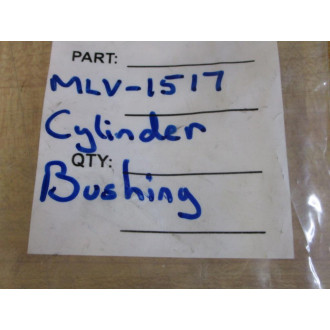 PART:
MLV-1517
Cylinder
QTY:
Bushing